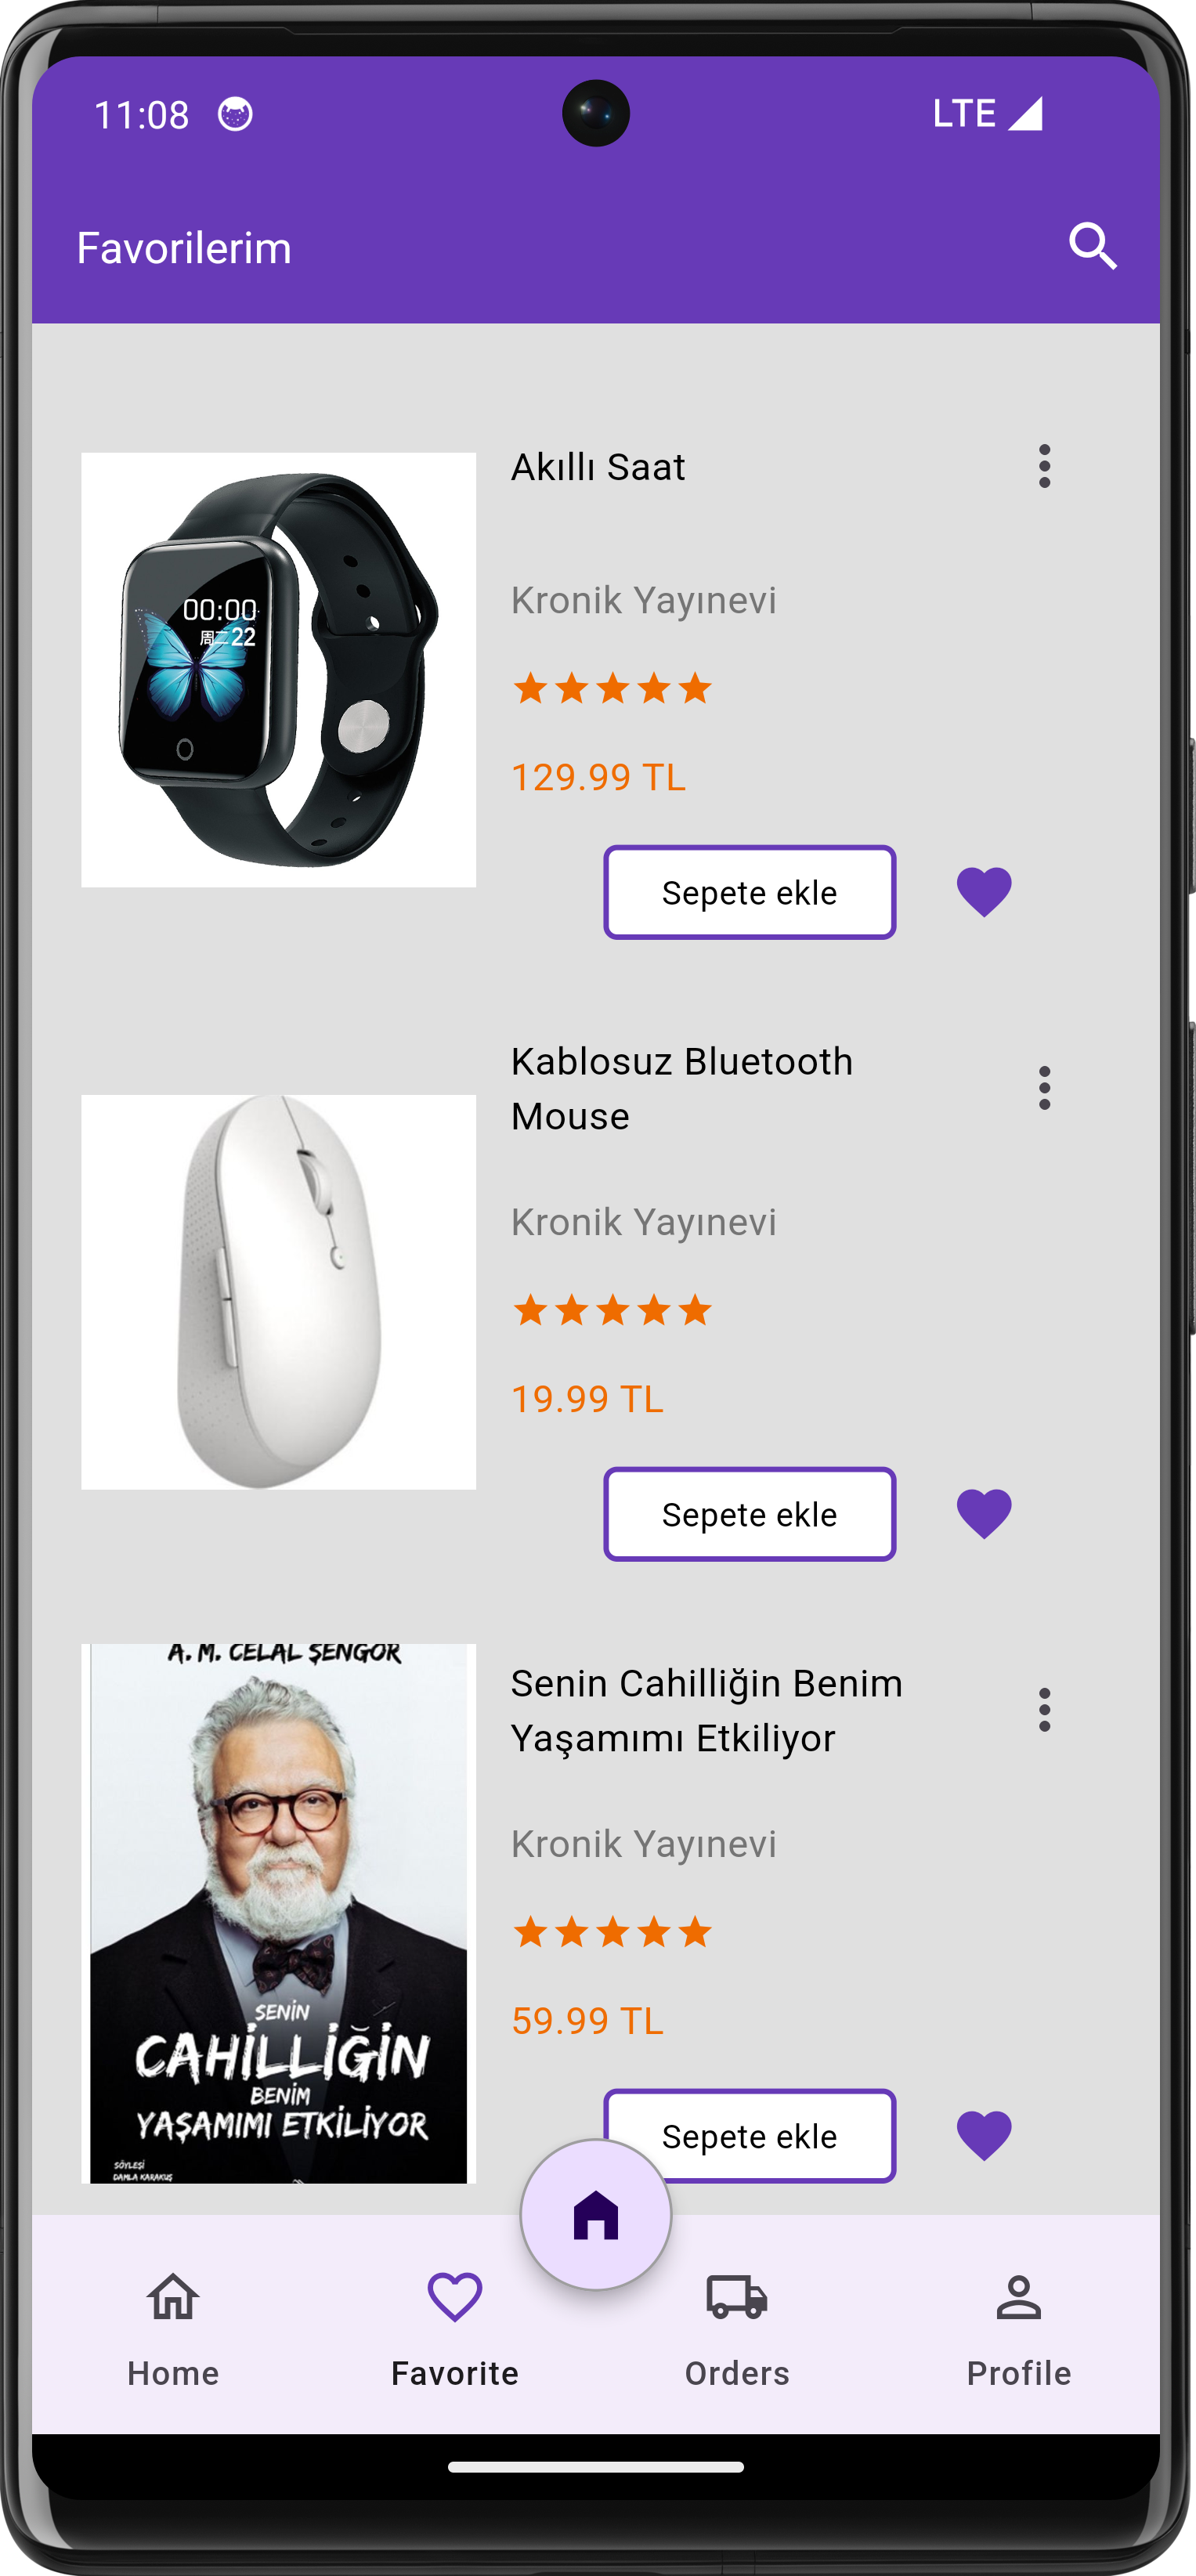 11:08
LTE
Favorilerim
Akıllı Saat
00:00
周二22
Kronik Yayınevi
129.99 TL
Sepete ekle
Kablosuz Bluetooth
Mouse
Kronik Yayınevi
19.99 TL
Sepete ekle
A. M. CELAL ŞENGÖR
Senin Cahilliğin Benim
Yaşamımı Etkiliyor
Kronik Yayınevi
59.99 TL
SENİN
CAHİLLİĞİN
BENİM
YAŞAMIMI ETKİLİYOR
SÖYLEŞİ
DAMLA KARAKUŞ
Sepete ekle
Home
Favorite
Orders
Profile